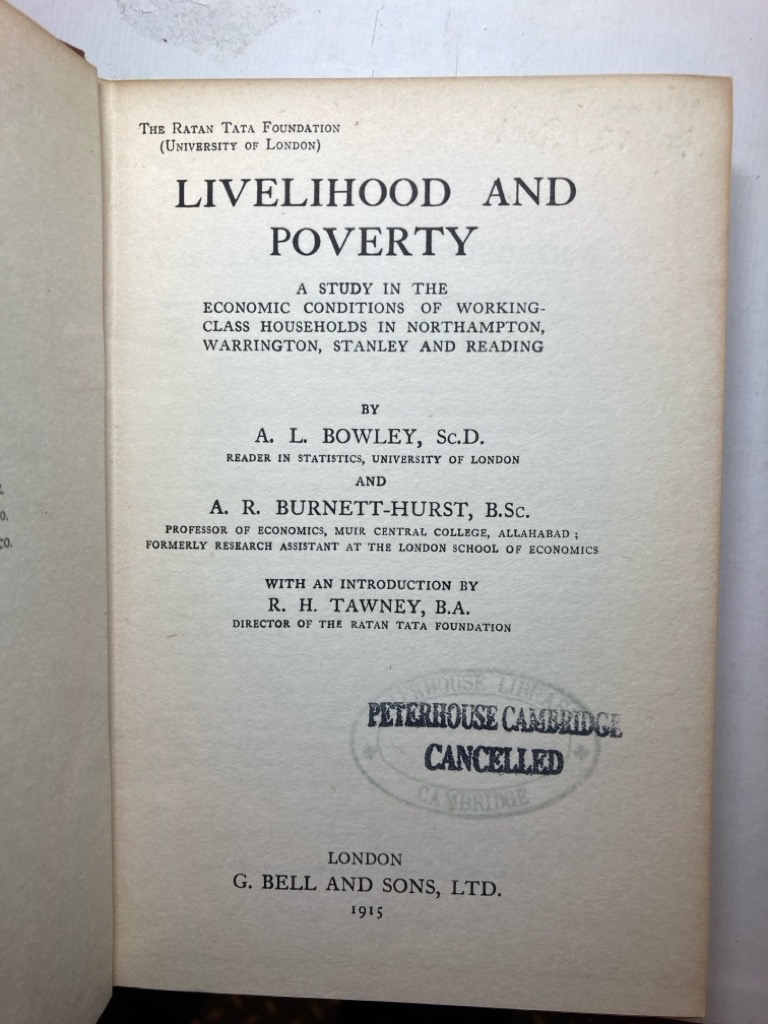 THE RATAN TATA FOUNDATION
(UNIVERSITY OF LONDON)
LIVELIHOOD AND
POVERTY
A STUDY IN THE
ECONOMIC CONDITIONS OF WORKING-
CLASS HOUSEHOLDS IN NORTHAMPTON,
WARRINGTON, STANLEY AND READING
BY
A. L. BOWLEY, Sc.D.
READER IN STATISTICS, UNIVERSITY OF LONDON
AND
A. R. BURNETT-HURST, B.Sc.
PROFESSOR OF ECONOMICS, MUIR CENTRAL COLLEGE, ALLAHABAD ;
FORMERLY RESEARCH ASSISTANT AT THE LONDON SCHOOL OF ECONOMICS
WITH AN INTRODUCTION BY
R. H. TAWNEY, B.A.
DIRECTOR OF THE RATAN TATA FOUNDATION
PETERHOUSE CAMBRIDGE
CANCELLED
CAMBRIDGE
LONDON
G. BELL AND SONS, LTD.
1915